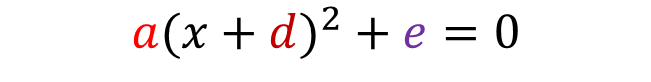 a(x + d)² + e = 0